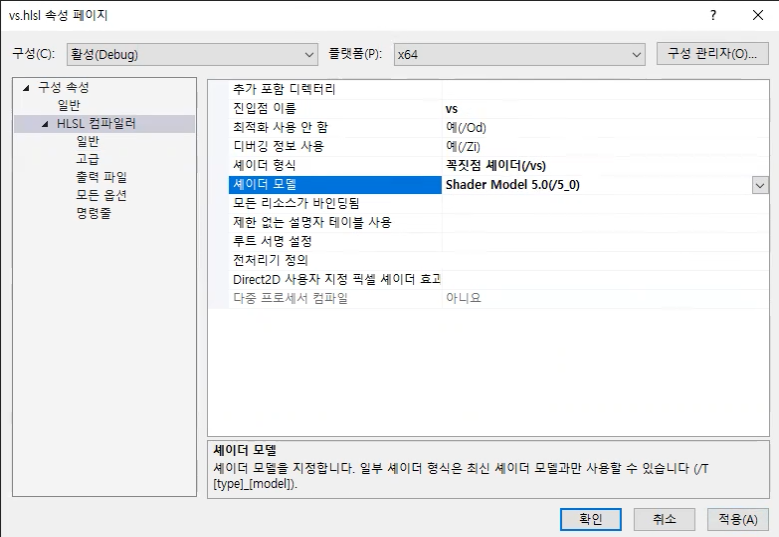 vs.hlsl 속성 페이지
구성(C): 활성(Debug) 플랫폼(P): x64 구성 관리자(O)...
구성 속성
일반
HLSL 컴파일러
일반
고급
출력 파일
모든 옵션
명령줄
추가 포함 디렉터리
진입점 이름 vs
최적화 사용 안 함 예(/Od)
디버깅 정보 사용 예(/Zi)
셰이더 형식 꼭짓점 셰이더(/vs)
셰이더 모델 Shader Model 5.0(/5_0)
모든 리소스가 바인딩됨
제한 없는 설명자 테이블 사용
루트 서명 설정
전처리기 정의
Direct2D 사용자 지정 픽셀 셰이더 효과
다중 프로세서 컴파일 아니요
셰이더 모델
셰이더 모델을 지정합니다. 일부 셰이더 형식은 최신 셰이더 모델과만 사용할 수 있습니다 (/T
[type]_[model]).
확인 취소 적용(A)